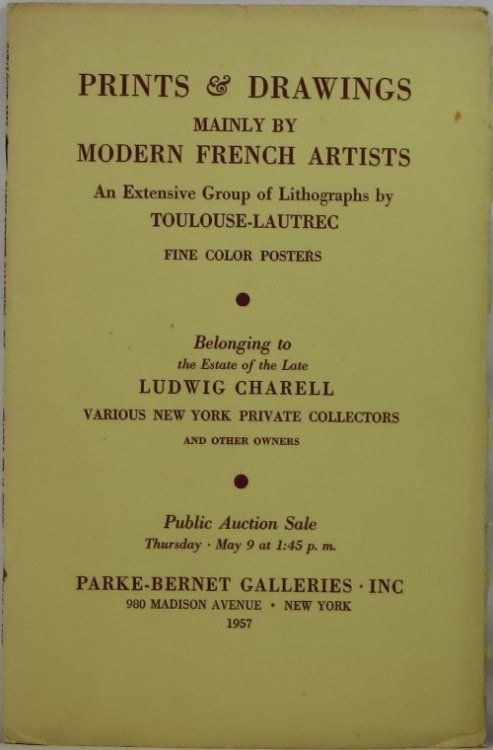 PRINTS & DRAWINGS
MAINLY BY
MODERN FRENCH ARTISTS
An Extensive Group of Lithographs by
TOULOUSE-LAUTREC
FINE COLOR POSTERS
Belonging to
the Estate of the Late
LUDWIG CHARELL
VARIOUS NEW YORK PRIVATE COLLECTORS
AND OTHER OWNERS
Public Auction Sale
Thursday · May 9 at 1:45 p. m.
PARKE-BERNET GALLERIES · INC
980 MADISON AVENUE • NEW YORK
1957